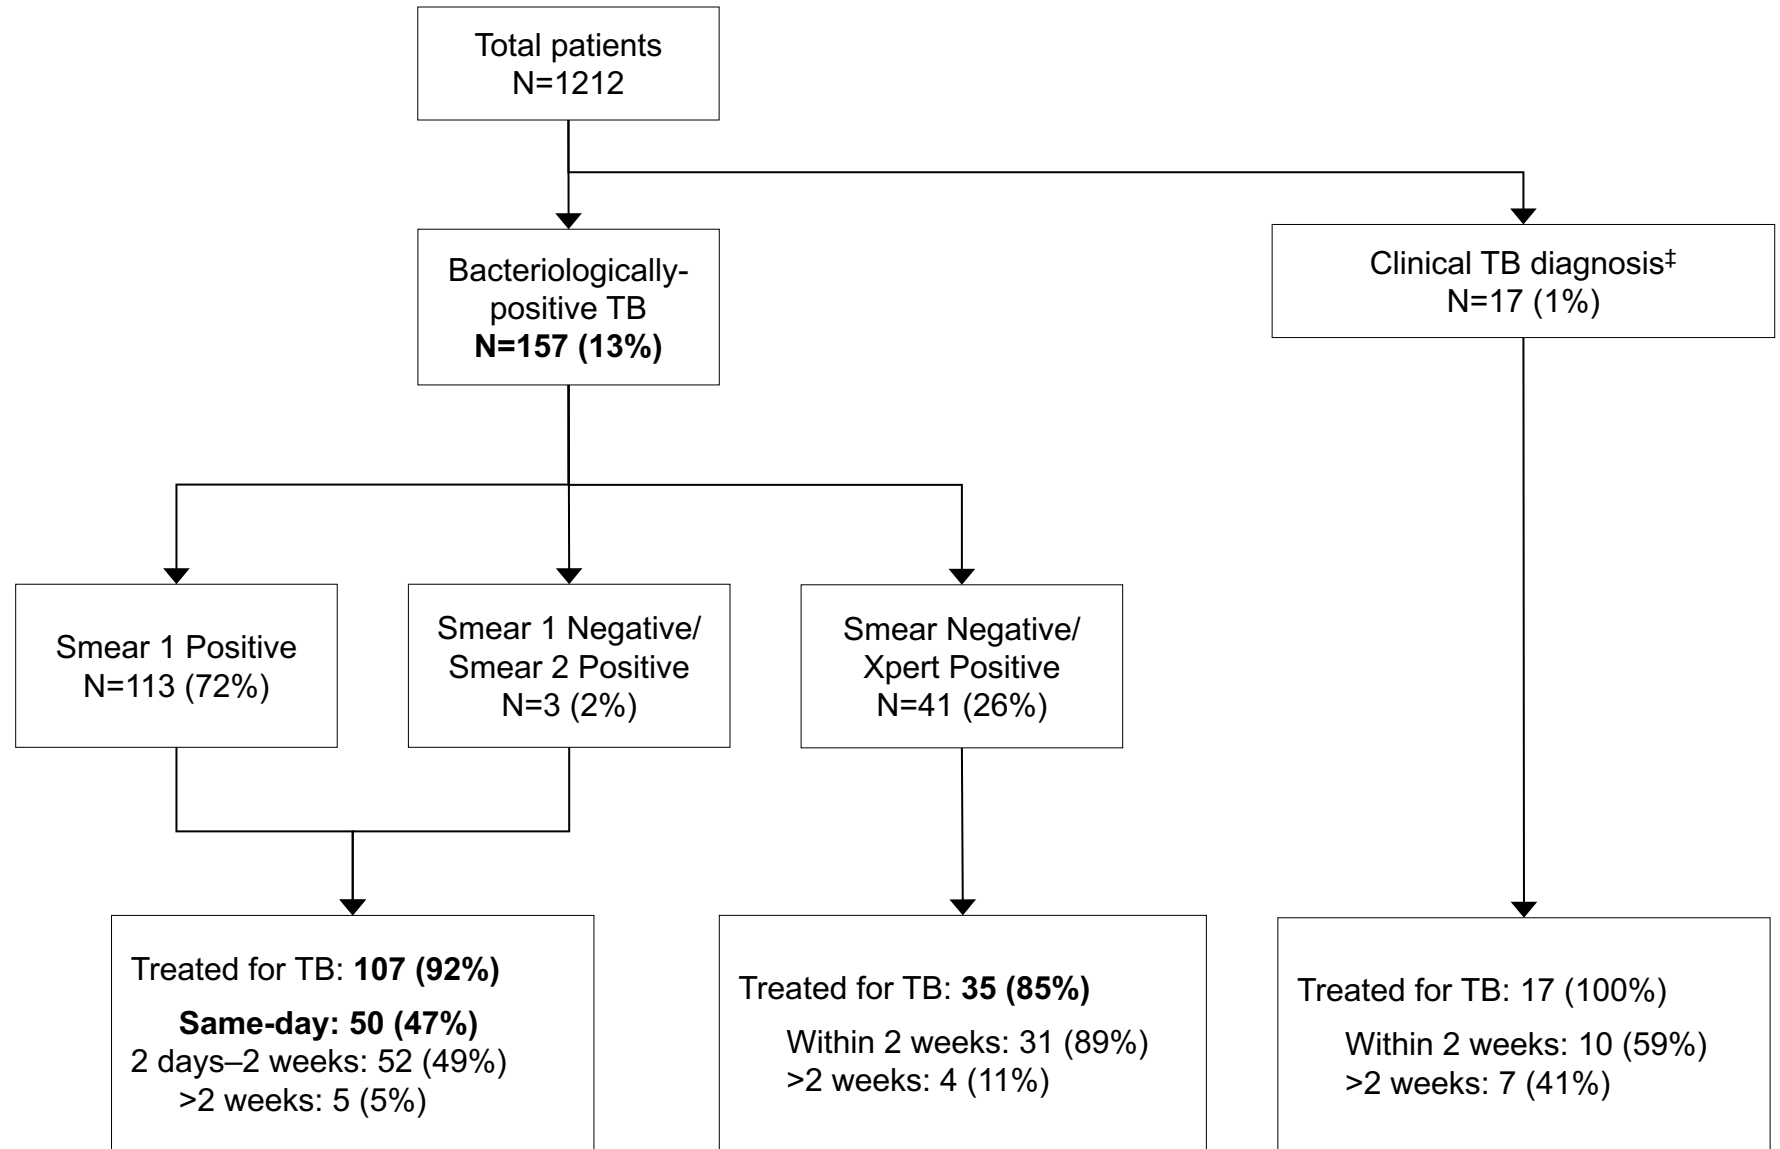 Total patients
N=1212
Bacteriologically-
positive TB
N=157 (13%)
Clinical TB diagnosis‡
N=17 (1%)
Smear 1 Positive
N=113 (72%)
Smear 1 Negative/
Smear 2 Positive
N=3 (2%)
Smear Negative/
Xpert Positive
N=41 (26%)
Treated for TB: 107 (92%)
Same-day: 50 (47%)
2 days–2 weeks: 52 (49%)
>2 weeks: 5 (5%)
Treated for TB: 35 (85%)
Within 2 weeks: 31 (89%)
>2 weeks: 4 (11%)
Treated for TB: 17 (100%)
Within 2 weeks: 10 (59%)
>2 weeks: 7 (41%)